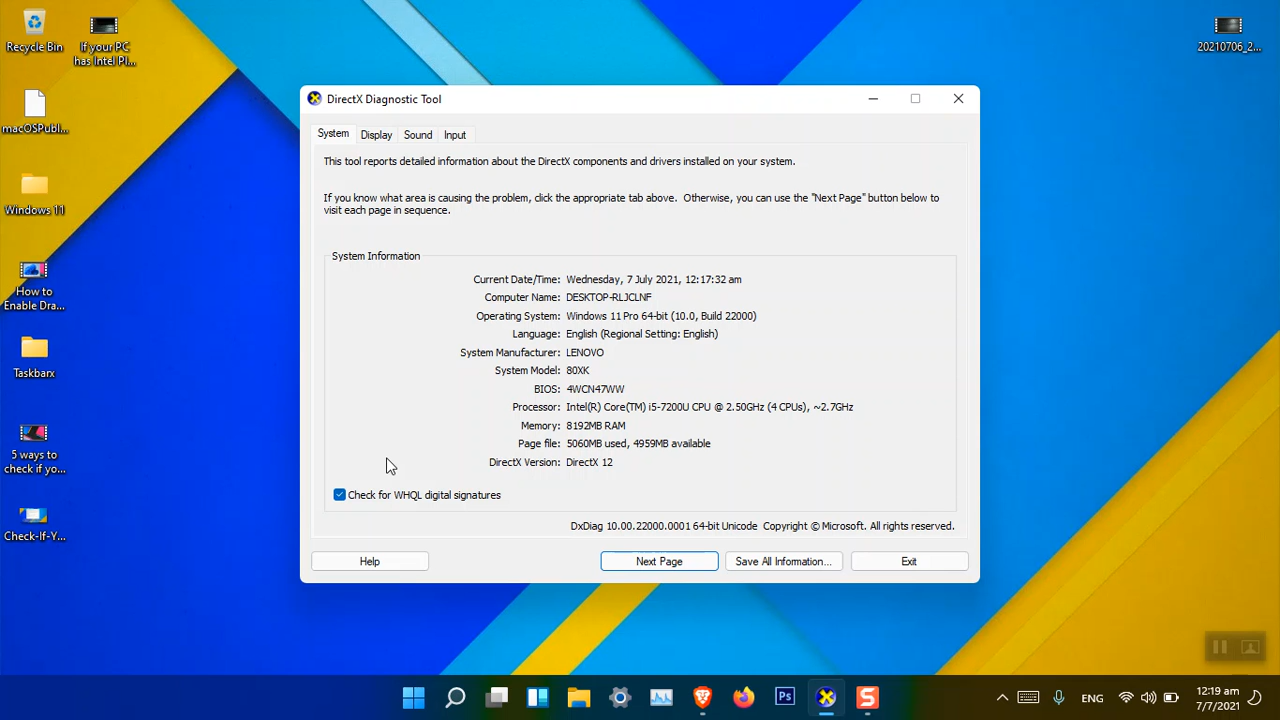 Recycle Bin
If your PC
has Intel Pl...
20210706_2...
macOSPubl...
Windows 11
How to
Enable Dra...
Taskbarx
5 ways to
check if yo...
Check-If-Y...
DirectX Diagnostic Tool
System Display Sound Input
This tool reports detailed information about the DirectX components and drivers installed on your system.
If you know what area is causing the problem, click the appropriate tab above. Otherwise, you can use the "Next Page" button below to
visit each page in sequence.
System Information
Current Date/Time: Wednesday, 7 July 2021, 12:17:32 am
Computer Name: DESKTOP-RLJCLNF
Operating System: Windows 11 Pro 64-bit (10.0, Build 22000)
Language: English (Regional Setting: English)
System Manufacturer: LENOVO
System Model: 80XK
BIOS: 4WCN47WW
Processor: Intel(R) Core(TM) i5-7200U CPU @ 2.50GHz (4 CPUs), ~2.7GHz
Memory: 8192MB RAM
Page file: 5060MB used, 4959MB available
DirectX Version: DirectX 12
Check for WHQL digital signatures
DxDiag 10.00.22000.0001 64-bit Unicode Copyright © Microsoft. All rights reserved.
Help Next Page Save All Information... Exit
Ps
S
ENG
12:19 am
7/7/2021